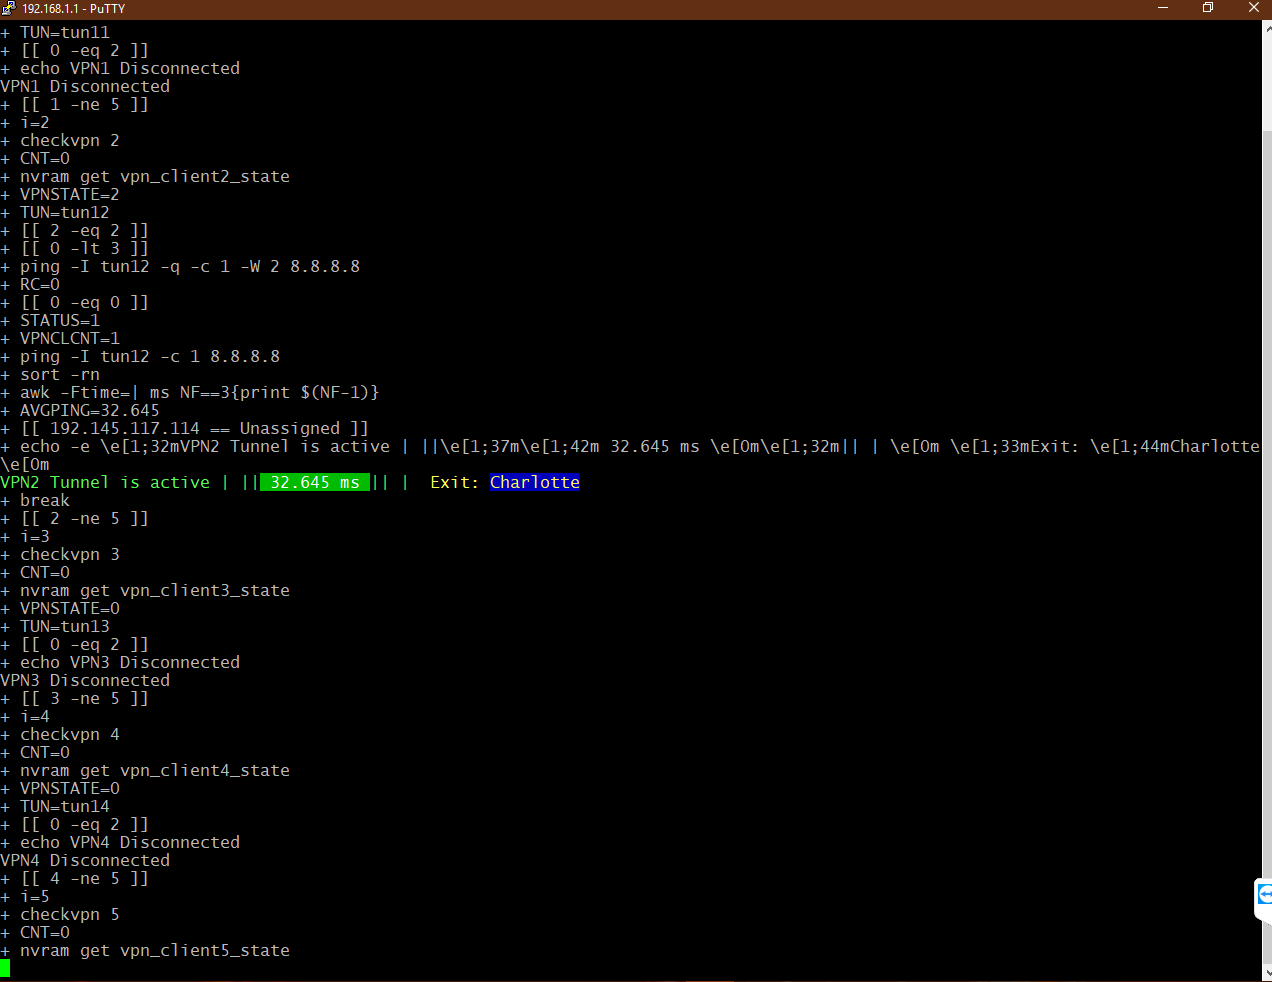 192.168.1.1 - PuTTY
+ TUN=tun11
+ [[ 0 -eq 2 ]]
+ echo VPN1 Disconnected
VPN1 Disconnected
+ [[ 1 -ne 5 ]]
+ i=2
+ checkvpn 2
+ CNT=0
+ nvram get vpn_client2_state
+ VPNSTATE=2
+ TUN=tun12
+ [[ 2 -eq 2 ]]
+ [[ 0 -lt 3 ]]
+ ping -I tun12 -q -c 1 -W 2 8.8.8.8
+ RC=0
+ [[ 0 -eq 0 ]]
+ STATUS=1
+ VPNCLCNT=1
+ ping -I tun12 -c 1 8.8.8.8
+ sort -rn
+ awk -Ftime=| ms NF==3{print $(NF-1)}
+ AVGPING=32.645
+ [[ 192.145.117.114 == Unassigned ]]
+ echo -e \e[1;32mVPN2 Tunnel is active | ||\e[1;37m\e[1;42m 32.645 ms \e[0m\e[1;32m|| | \e[0m \e[1;33mExit: \e[1;44mCharlotte
\e[0m
VPN2 Tunnel is active | || 32.645 ms || |  Exit: Charlotte
+ break
+ [[ 2 -ne 5 ]]
+ i=3
+ checkvpn 3
+ CNT=0
+ nvram get vpn_client3_state
+ VPNSTATE=0
+ TUN=tun13
+ [[ 0 -eq 2 ]]
+ echo VPN3 Disconnected
VPN3 Disconnected
+ [[ 3 -ne 5 ]]
+ i=4
+ checkvpn 4
+ CNT=0
+ nvram get vpn_client4_state
+ VPNSTATE=0
+ TUN=tun14
+ [[ 0 -eq 2 ]]
+ echo VPN4 Disconnected
VPN4 Disconnected
+ [[ 4 -ne 5 ]]
+ i=5
+ checkvpn 5
+ CNT=0
+ nvram get vpn_client5_state